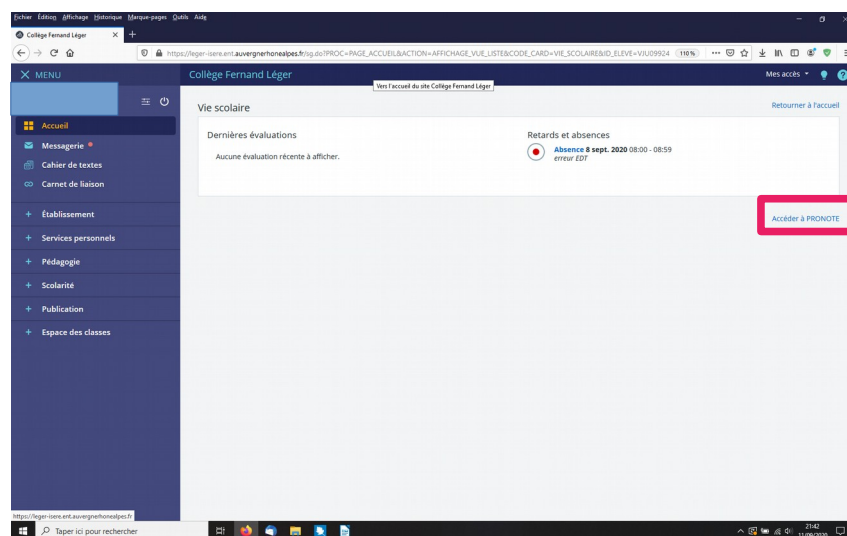 Fichier Édition Affichage Historique Marque-pages Outils Aide
Collège Fernand Léger
https://leger-isere.ent.auvergnerhonealpes.fr/sg.do?PROC=PAGE_ACCUEIL&ACTION=AFFICHAGE_VUE_LISTE&CODE_CARD=VIE_SCOLAIRE&ID_ELEVE=VJU09924 110%
MENU
Collège Fernand Léger
Mes accès
Vers l'accueil du site Collège Fernand Léger
Vie scolaire
Retourner à l'accueil
Accueil
Messagerie
Cahier de textes
Carnet de liaison
Établissement
Services personnels
Pédagogie
Scolarité
Publication
Espace des classes
Dernières évaluations
Aucune évaluation récente à afficher.
Retards et absences
Absence 8 sept. 2020 08:00 - 08:59
erreur EDT
Accéder à PRONOTE
https://leger-isere.ent.auvergnerhonealpes.fr
Taper ici pour rechercher
21:42
11/09/2020